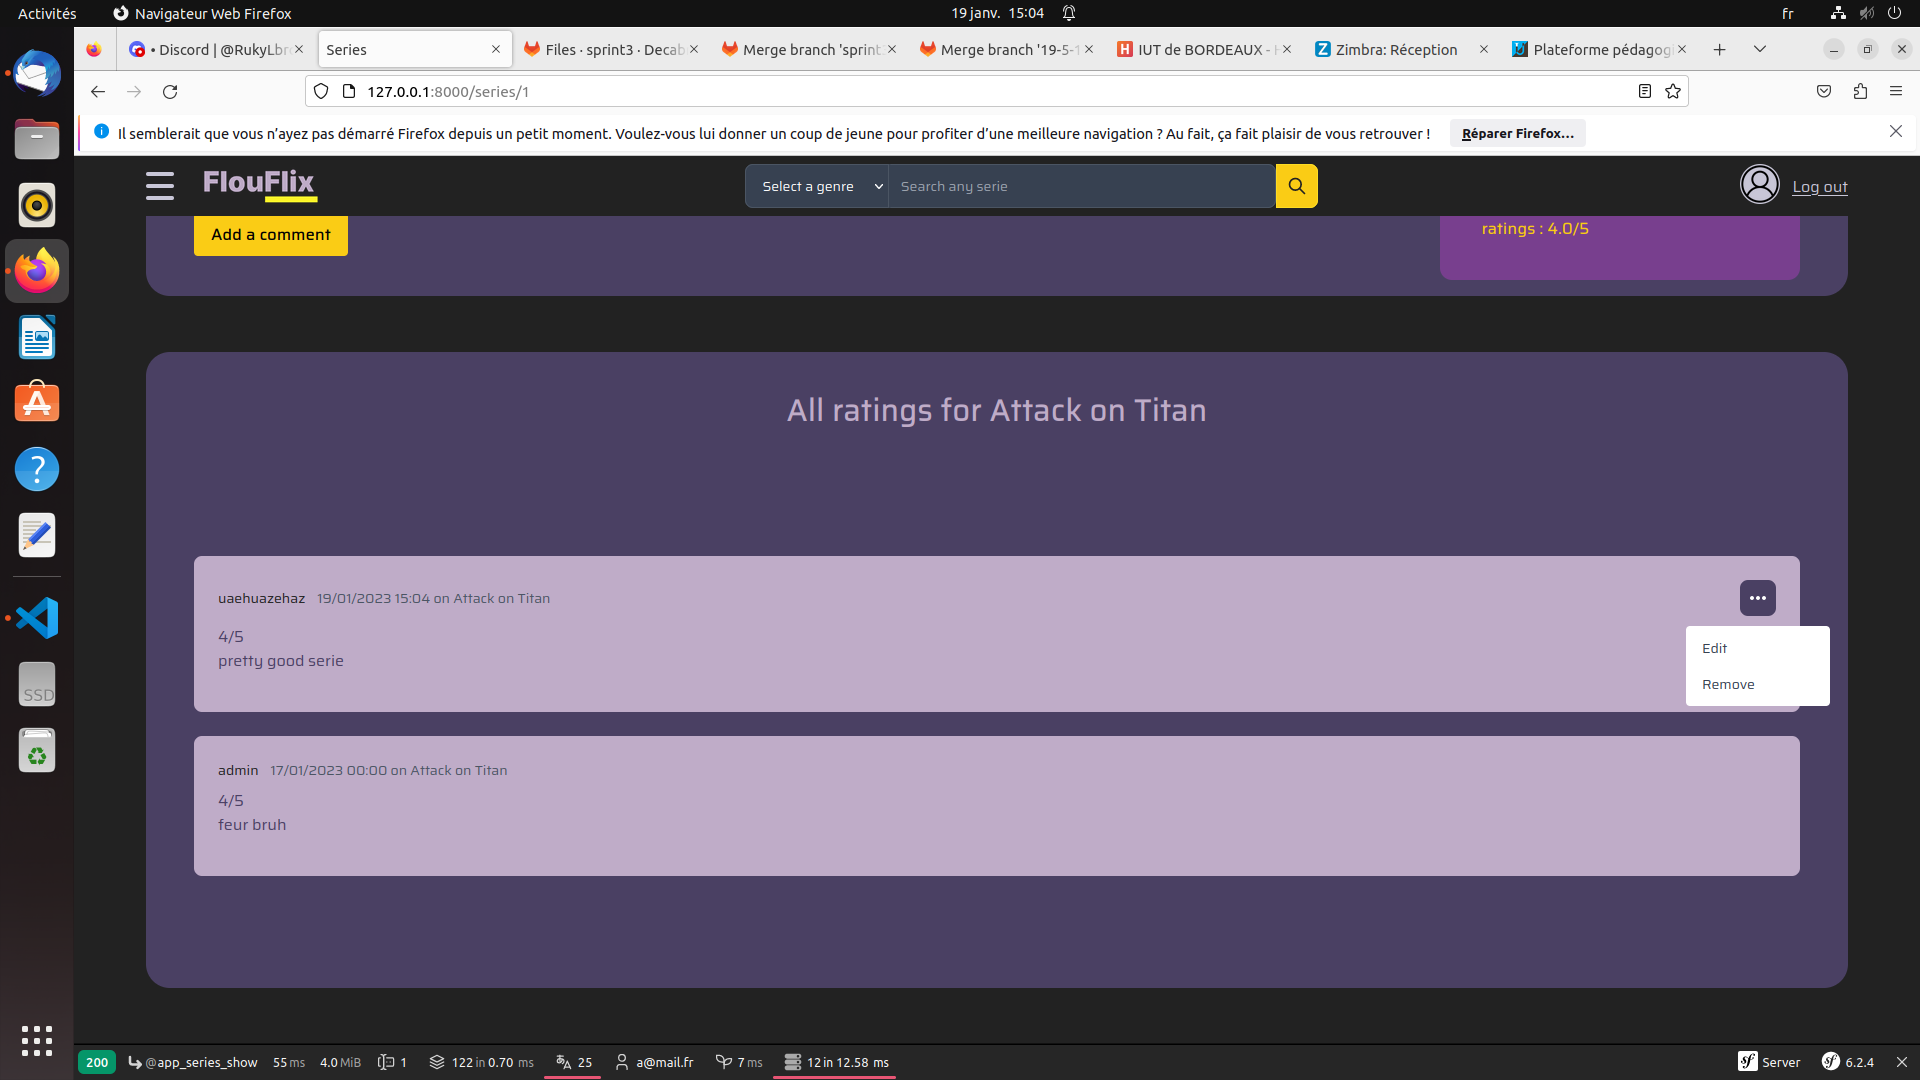 Activités
Navigateur Web Firefox
19 janv. 15:04
fr
• Discord | @RukyLbr
Series
Files · sprint3 · Decab
Merge branch 'sprint
Merge branch '19-5-1
IUT de BORDEAUX -
Zimbra: Réception
Plateforme pédagogi
127.0.0.1:8000/series/1
Il semblerait que vous n’ayez pas démarré Firefox depuis un petit moment. Voulez-vous lui donner un coup de jeune pour profiter d’une meilleure navigation ? Au fait, ça fait plaisir de vous retrouver !
Réparer Firefox…
FlouFlix
Select a genre
Search any serie
Log out
Add a comment
ratings : 4.0/5
All ratings for Attack on Titan
uaehuazehaz 19/01/2023 15:04 on Attack on Titan
4/5
pretty good serie
Edit
Remove
admin 17/01/2023 00:00 on Attack on Titan
4/5
feur bruh
SSD
200 @app_series_show 55 ms 4.0 MiB 1 122 in 0.70 ms 25 a@mail.fr 7 ms 12 in 12.58 ms Server 6.2.4